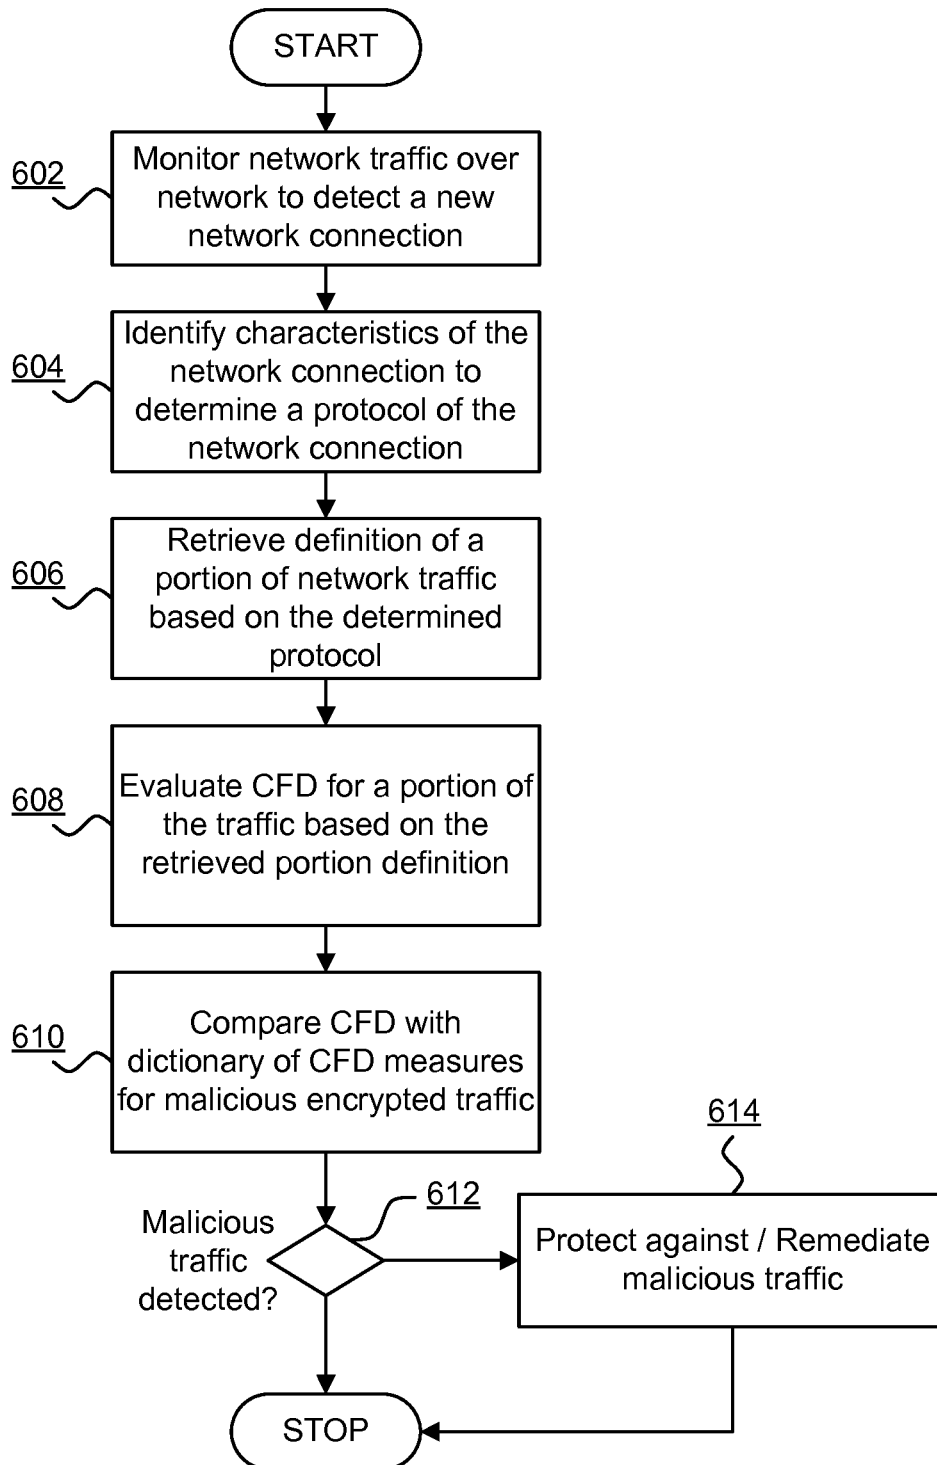 START
602
Monitor network traffic over
network to detect a new
network connection
604
Identify characteristics of the
network connection to
determine a protocol of the
network connection
606
Retrieve definition of a
portion of network traffic
based on the determined
protocol
608
Evaluate CFD for a portion of
the traffic based on the
retrieved portion definition
610
Compare CFD with
dictionary of CFD measures
for malicious encrypted traffic
612
Malicious
traffic
detected?
614
Protect against / Remediate
malicious traffic
STOP